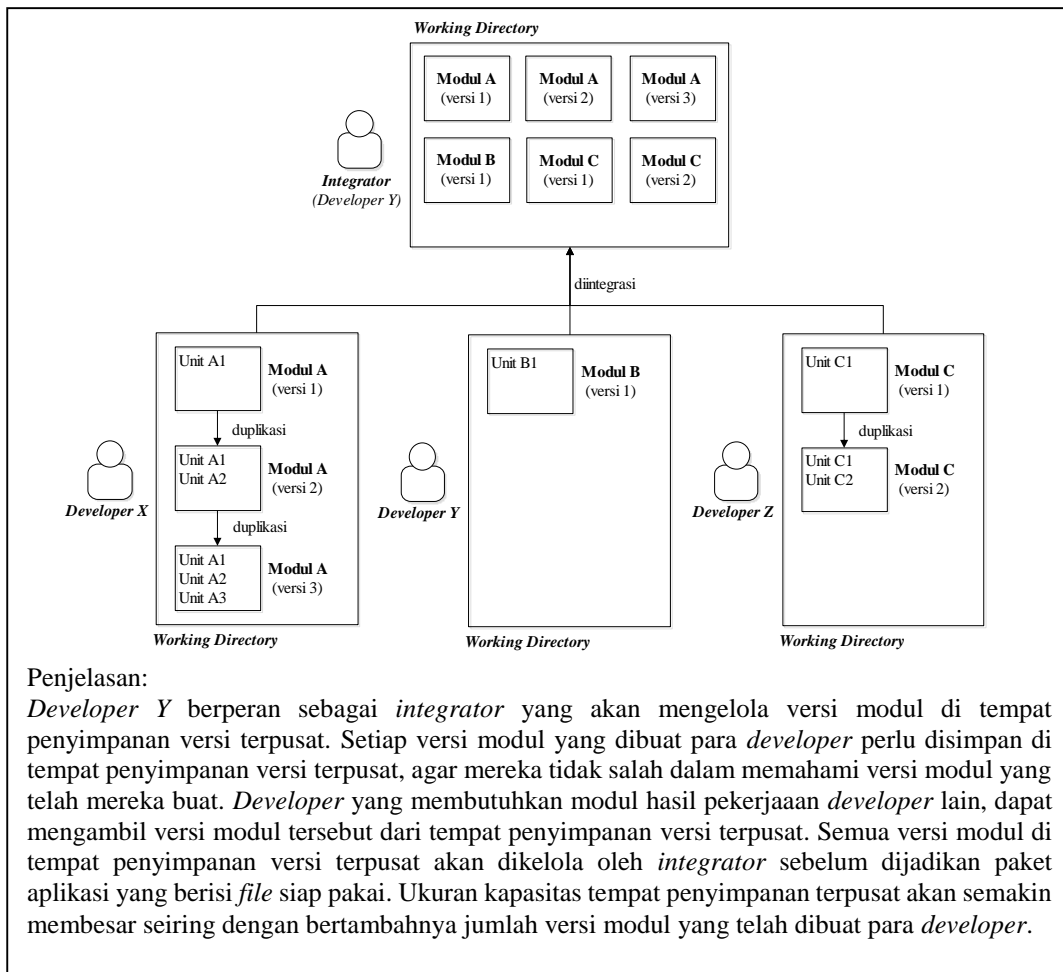 Working Directory
Modul A
(versi 1)
Modul A
(versi 2)
Modul A
(versi 3)
Modul B
(versi 1)
Modul C
(versi 1)
Modul C
(versi 2)
Integrator
(Developer Y)
diintegrasi
Unit A1
Modul A
(versi 1)
duplikasi
Unit A1
Unit A2
Modul A
(versi 2)
duplikasi
Unit A1
Unit A2
Unit A3
Modul A
(versi 3)
Developer X
Working Directory
Unit B1
Modul B
(versi 1)
Developer Y
Working Directory
Unit C1
Modul C
(versi 1)
duplikasi
Unit C1
Unit C2
Modul C
(versi 2)
Developer Z
Working Directory
Penjelasan:
Developer Y berperan sebagai integrator yang akan mengelola versi modul di tempat
penyimpanan versi terpusat. Setiap versi modul yang dibuat para developer perlu disimpan di
tempat penyimpanan versi terpusat, agar mereka tidak salah dalam memahami versi modul yang
telah mereka buat. Developer yang membutuhkan modul hasil pekerjaaan developer lain, dapat
mengambil versi modul tersebut dari tempat penyimpanan versi terpusat. Semua versi modul di
tempat penyimpanan versi terpusat akan dikelola oleh integrator sebelum dijadikan paket
aplikasi yang berisi file siap pakai. Ukuran kapasitas tempat penyimpanan terpusat akan semakin
membesar seiring dengan bertambahnya jumlah versi modul yang telah dibuat para developer.